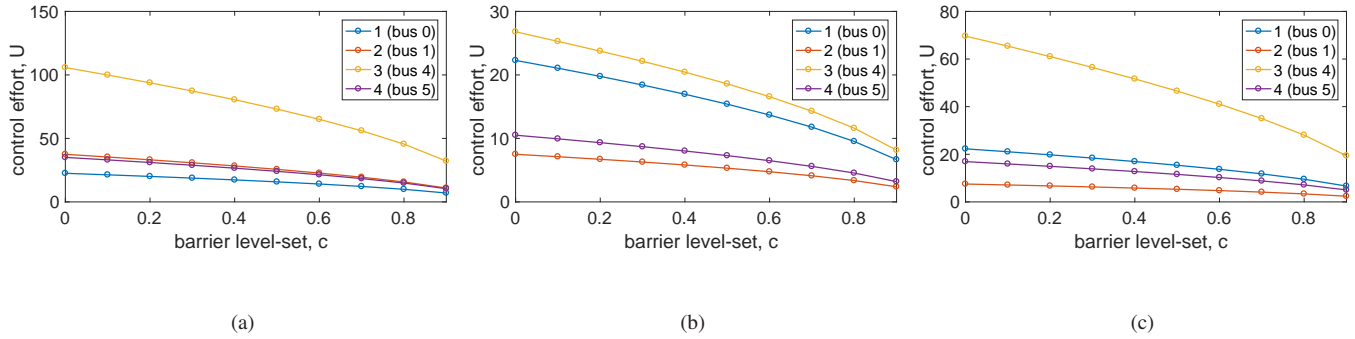 150
100
50
0
control effort, U
0
0.2
0.4
0.6
0.8
barrier level-set, c
1 (bus 0)
2 (bus 1)
3 (bus 4)
4 (bus 5)
(a)
30
20
10
0
control effort, U
0
0.2
0.4
0.6
0.8
barrier level-set, c
1 (bus 0)
2 (bus 1)
3 (bus 4)
4 (bus 5)
(b)
80
60
40
20
0
control effort, U
0
0.2
0.4
0.6
0.8
barrier level-set, c
1 (bus 0)
2 (bus 1)
3 (bus 4)
4 (bus 5)
(c)